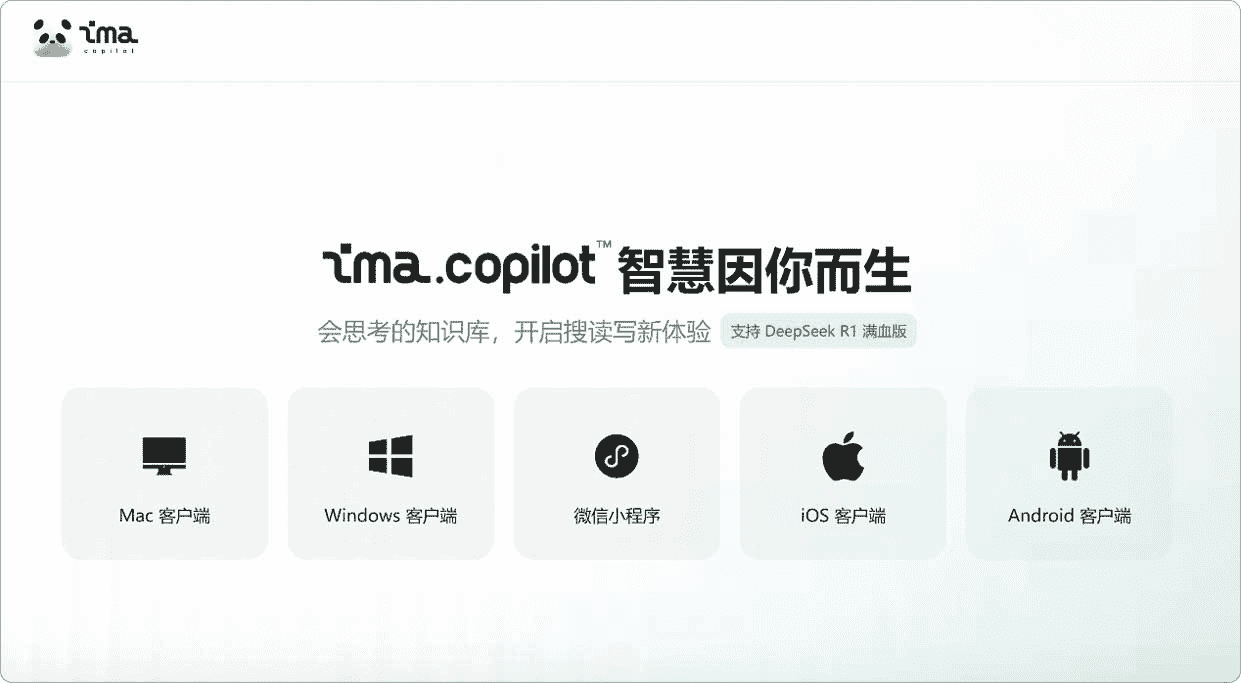 ima
copilot
ima.copilot™ 智慧因你而生
会思考的知识库，开启搜读写新体验 支持 DeepSeek R1 满血版
Mac 客户端
Windows 客户端
微信小程序
iOS 客户端
Android 客户端